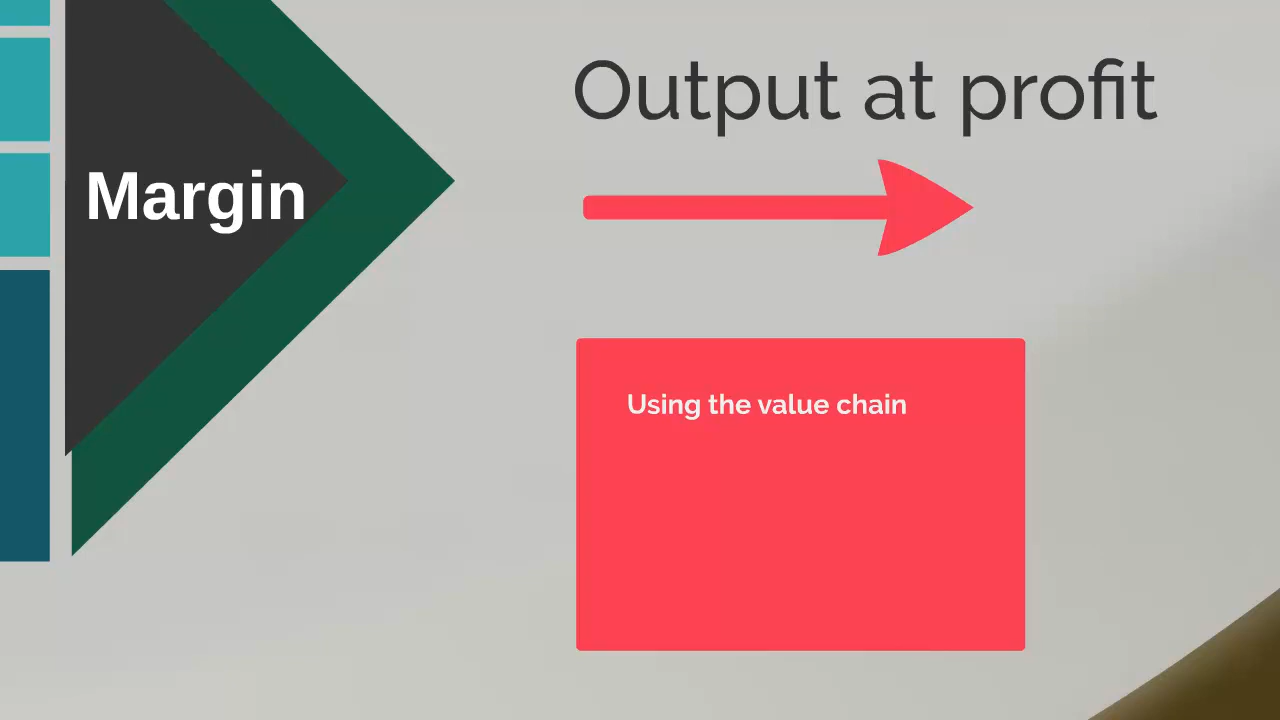 Output at profit
Margin
Using the value chain